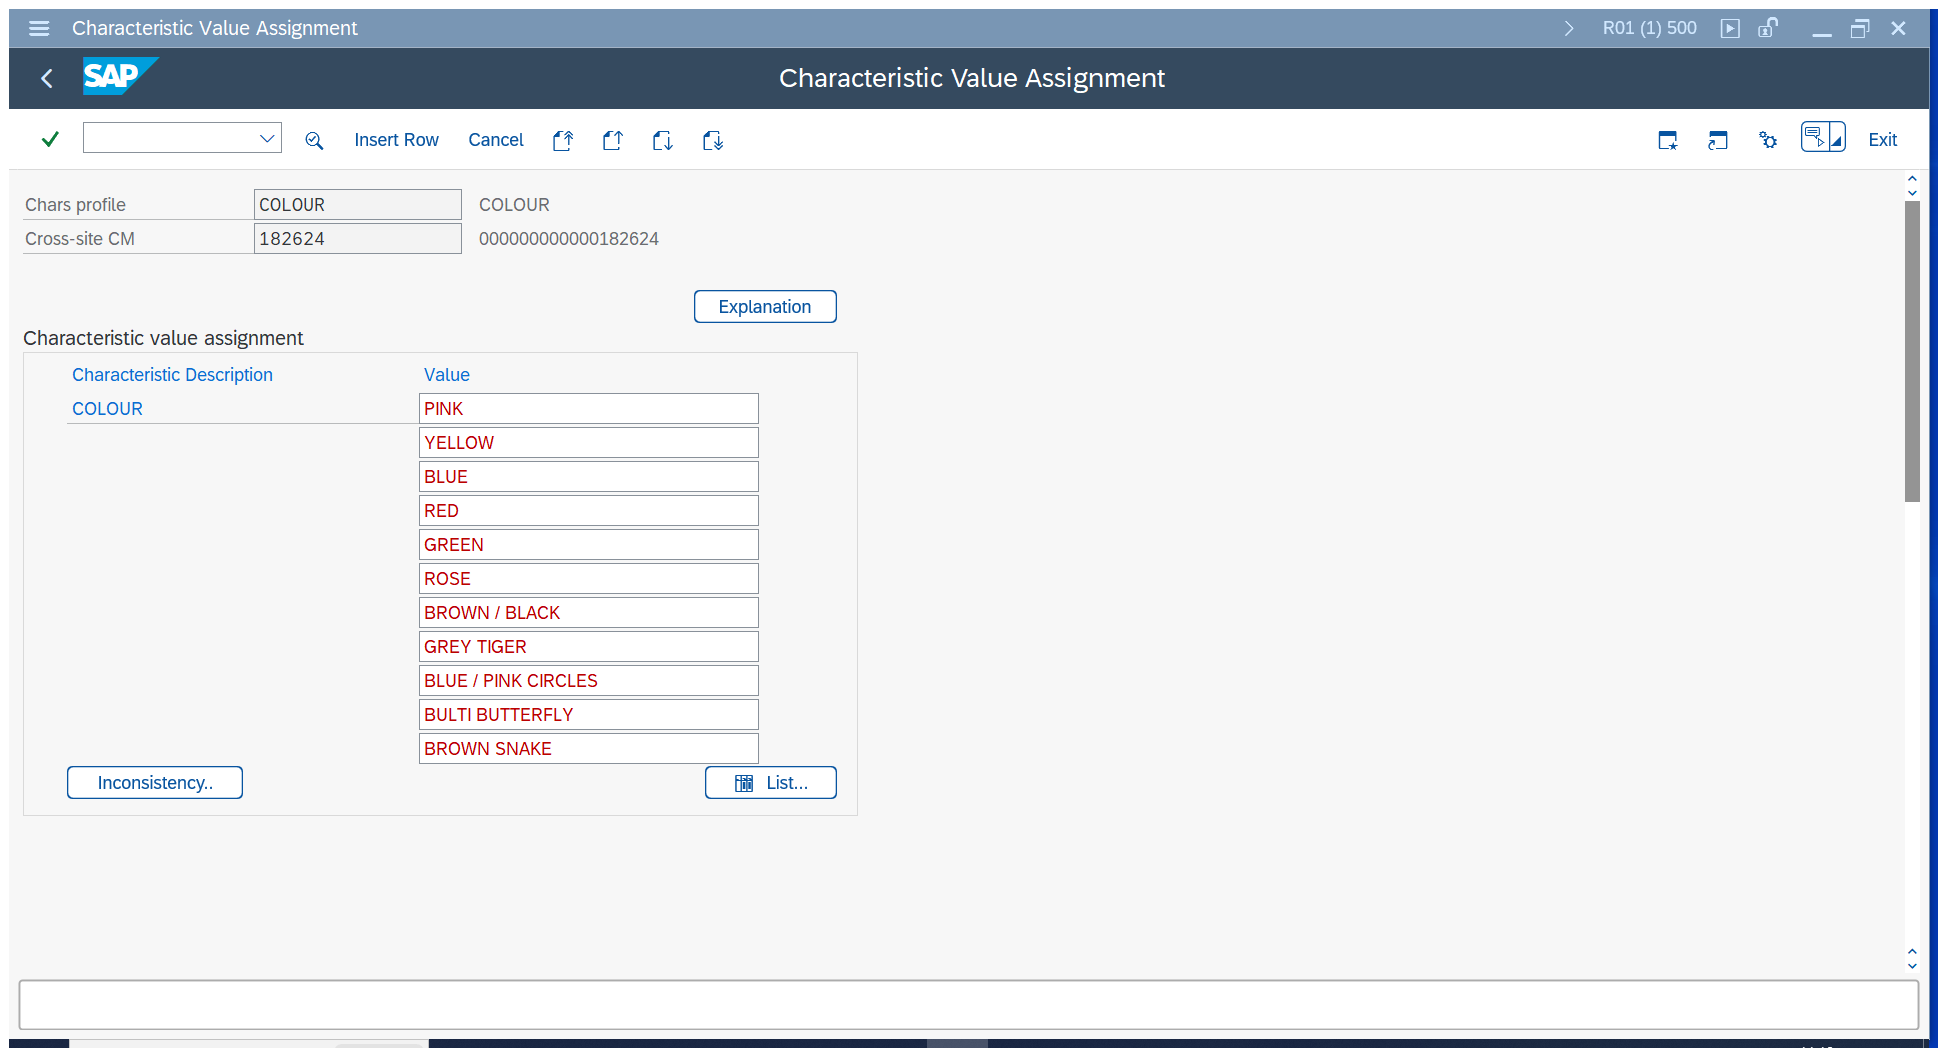 Characteristic Value Assignment
R01 (1) 500
SAP
Characteristic Value Assignment
Insert Row
Cancel
Exit
Chars profile
COLOUR
COLOUR
Cross-site CM
182624
000000000000182624
Explanation
Characteristic value assignment
Characteristic Description
Value
COLOUR
PINK
YELLOW
BLUE
RED
GREEN
ROSE
BROWN / BLACK
GREY TIGER
BLUE / PINK CIRCLES
BULTI BUTTERFLY
BROWN SNAKE
Inconsistency..
List...